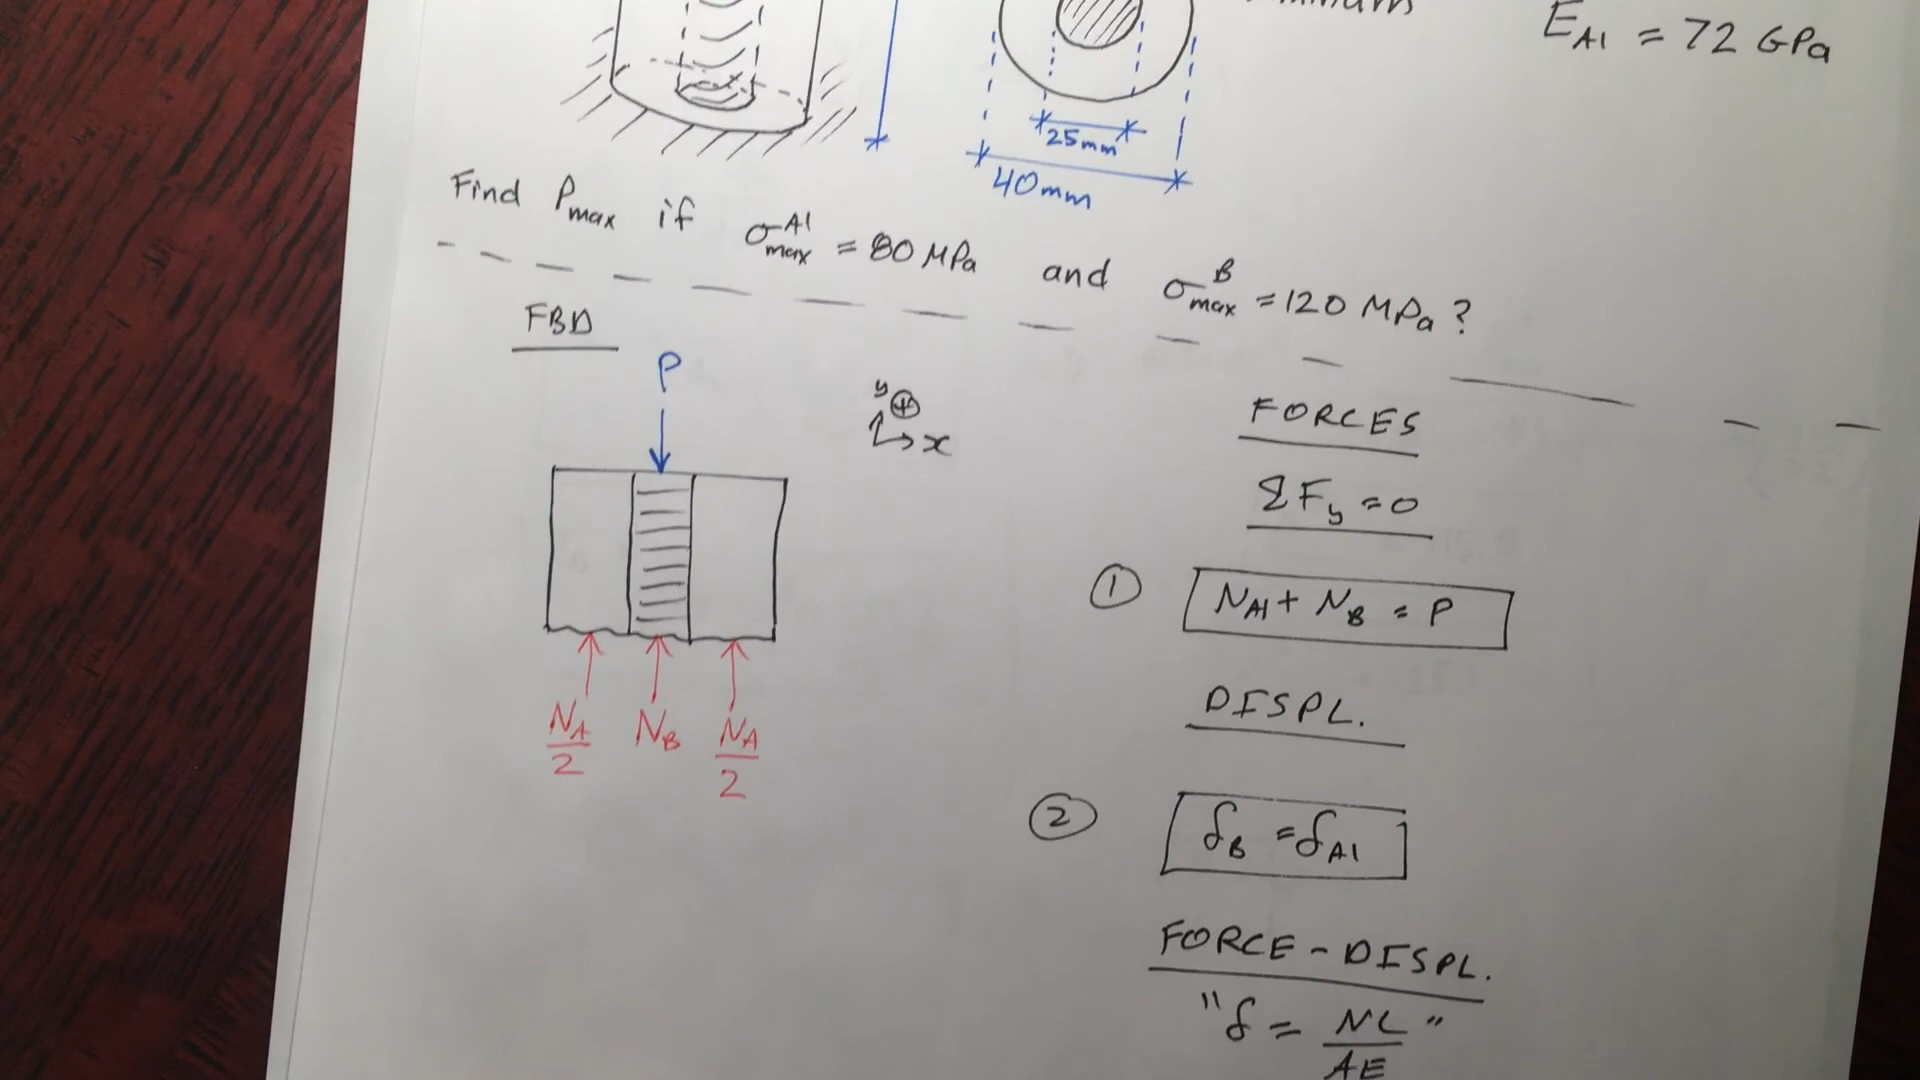 E_Al = 72 GPa
25mm
40mm
Find P_max if σ^Al_max = 80 MPa and σ^B_max = 120 MPa ?
FBD
P
y ⊕
x
N_A/2 N_B N_A/2
FORCES
ΣF_y = 0
① N_Al + N_B = P
DISPL.
② δ_B = δ_Al
FORCE - DISPL.
"δ = NL/AE"